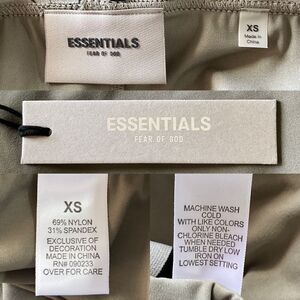 ESSENTIALS
FEAR OF GOD
XS
Made in
China
ESSENTIALS
FEAR OF GOD
XS
69% NYLON
31% SPANDEX
EXCLUSIVE OF
DECORATION
MADE IN CHINA
RN# 090233
OVER FOR CARE
MACHINE WASH
COLD
WITH LIKE COLORS
ONLY NON-
CHLORINE BLEACH
WHEN NEEDED
TUMBLE DRY LOW
IRON ON
LOWEST SETTING